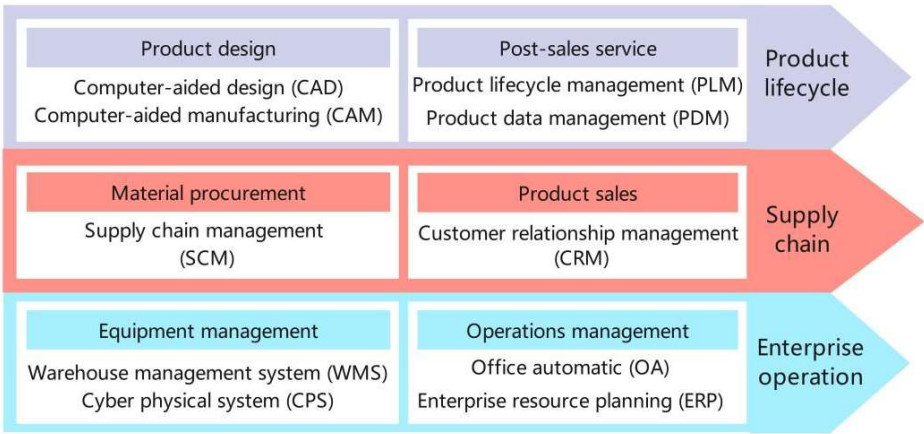 Product design
Computer-aided design (CAD)
Computer-aided manufacturing (CAM)
Post-sales service
Product lifecycle management (PLM)
Product data management (PDM)
Product
lifecycle
Material procurement
Supply chain management
(SCM)
Product sales
Customer relationship management
(CRM)
Supply
chain
Equipment management
Warehouse management system (WMS)
Cyber physical system (CPS)
Operations management
Office automatic (OA)
Enterprise resource planning (ERP)
Enterprise
operation